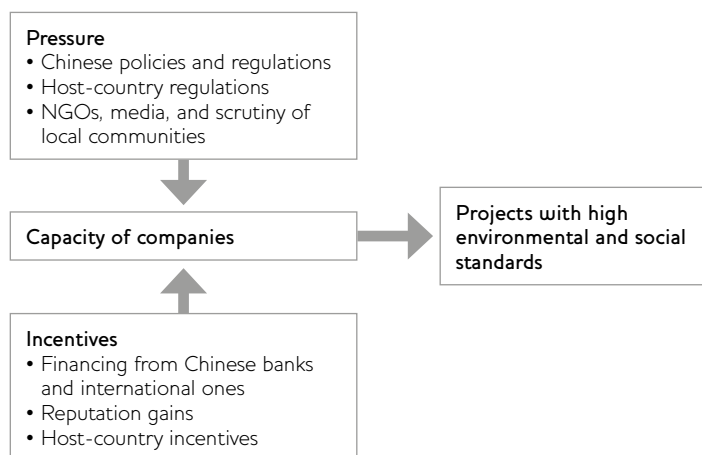 Pressure
• Chinese policies and regulations
• Host-country regulations
• NGOs, media, and scrutiny of
local communities
Capacity of companies
Projects with high
environmental and social
standards
Incentives
• Financing from Chinese banks
and international ones
• Reputation gains
• Host-country incentives